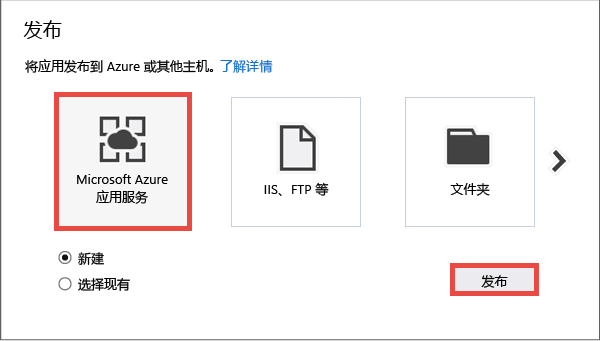 发布
将应用发布到 Azure 或其他主机。了解详情
Microsoft Azure
应用服务
IIS、FTP 等
文件夹
新建
选择现有
发布